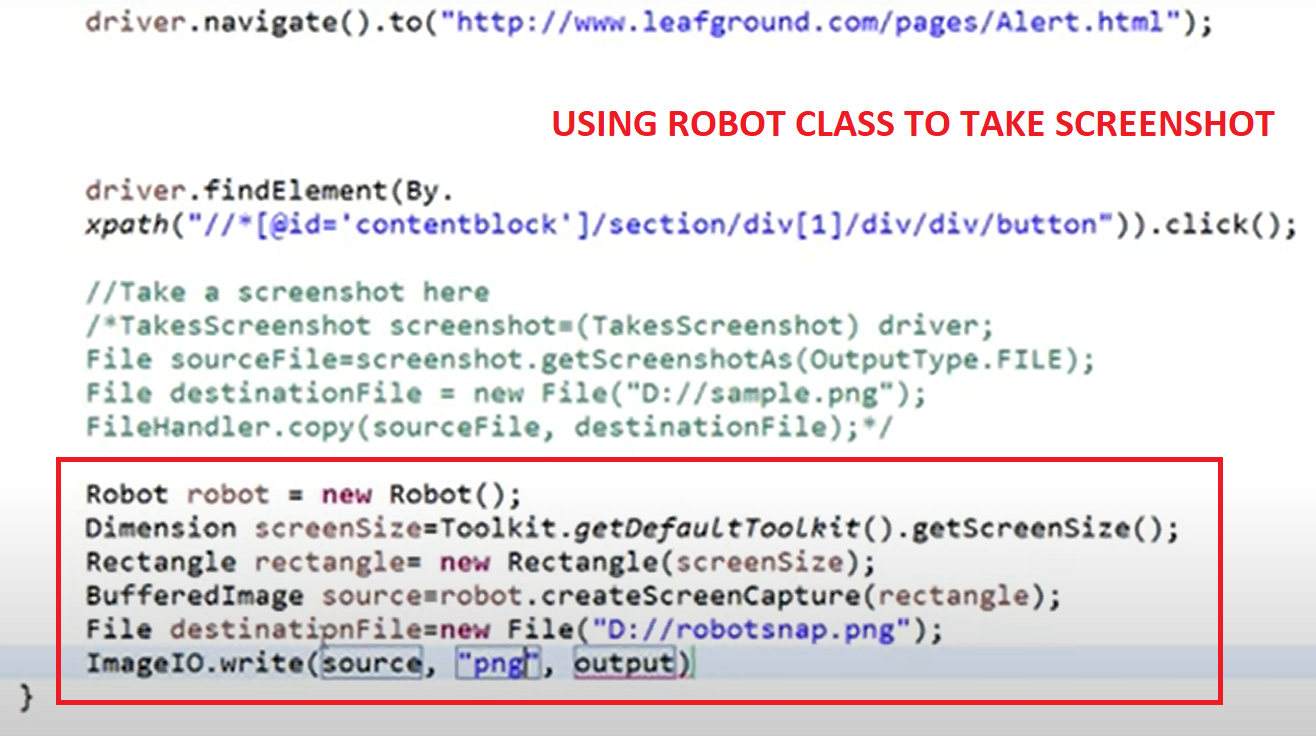 driver.navigate().to("http://www.leafground.com/pages/Alert.html");
USING ROBOT CLASS TO TAKE SCREENSHOT
driver.findElement(By.
xpath("//*[@id='contentblock']/section/div[1]/div/div/button")).click();
//Take a screenshot here
/*TakesScreenshot screenshot=(TakesScreenshot) driver;
File sourceFile=screenshot.getScreenshotAs(OutputType.FILE);
File destinationFile = new File("D://sample.png");
FileHandler.copy(sourceFile, destinationFile);*/
Robot robot = new Robot();
Dimension screenSize=Toolkit.getDefaultToolkit().getScreenSize();
Rectangle rectangle= new Rectangle(screenSize);
BufferedImage source=robot.createScreenCapture(rectangle);
File destinationFile=new File("D://robotsnap.png");
ImageIO.write(source, "png", output)
}